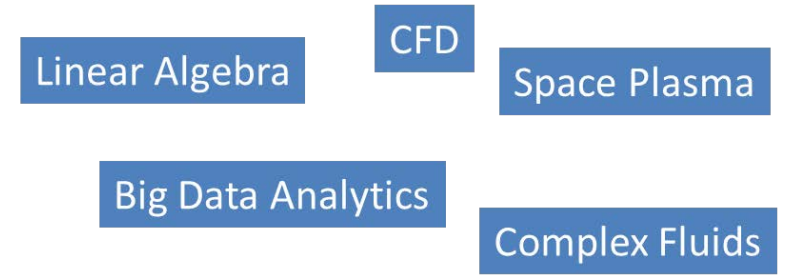 CFD
Linear Algebra
Space Plasma
Big Data Analytics
Complex Fluids